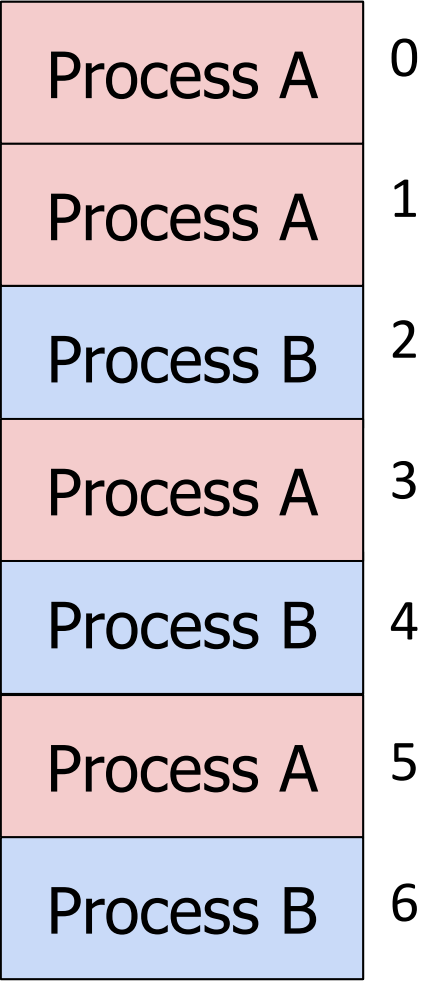 Process A 0
Process A 1
Process B 2
Process A 3
Process B 4
Process A 5
Process B 6